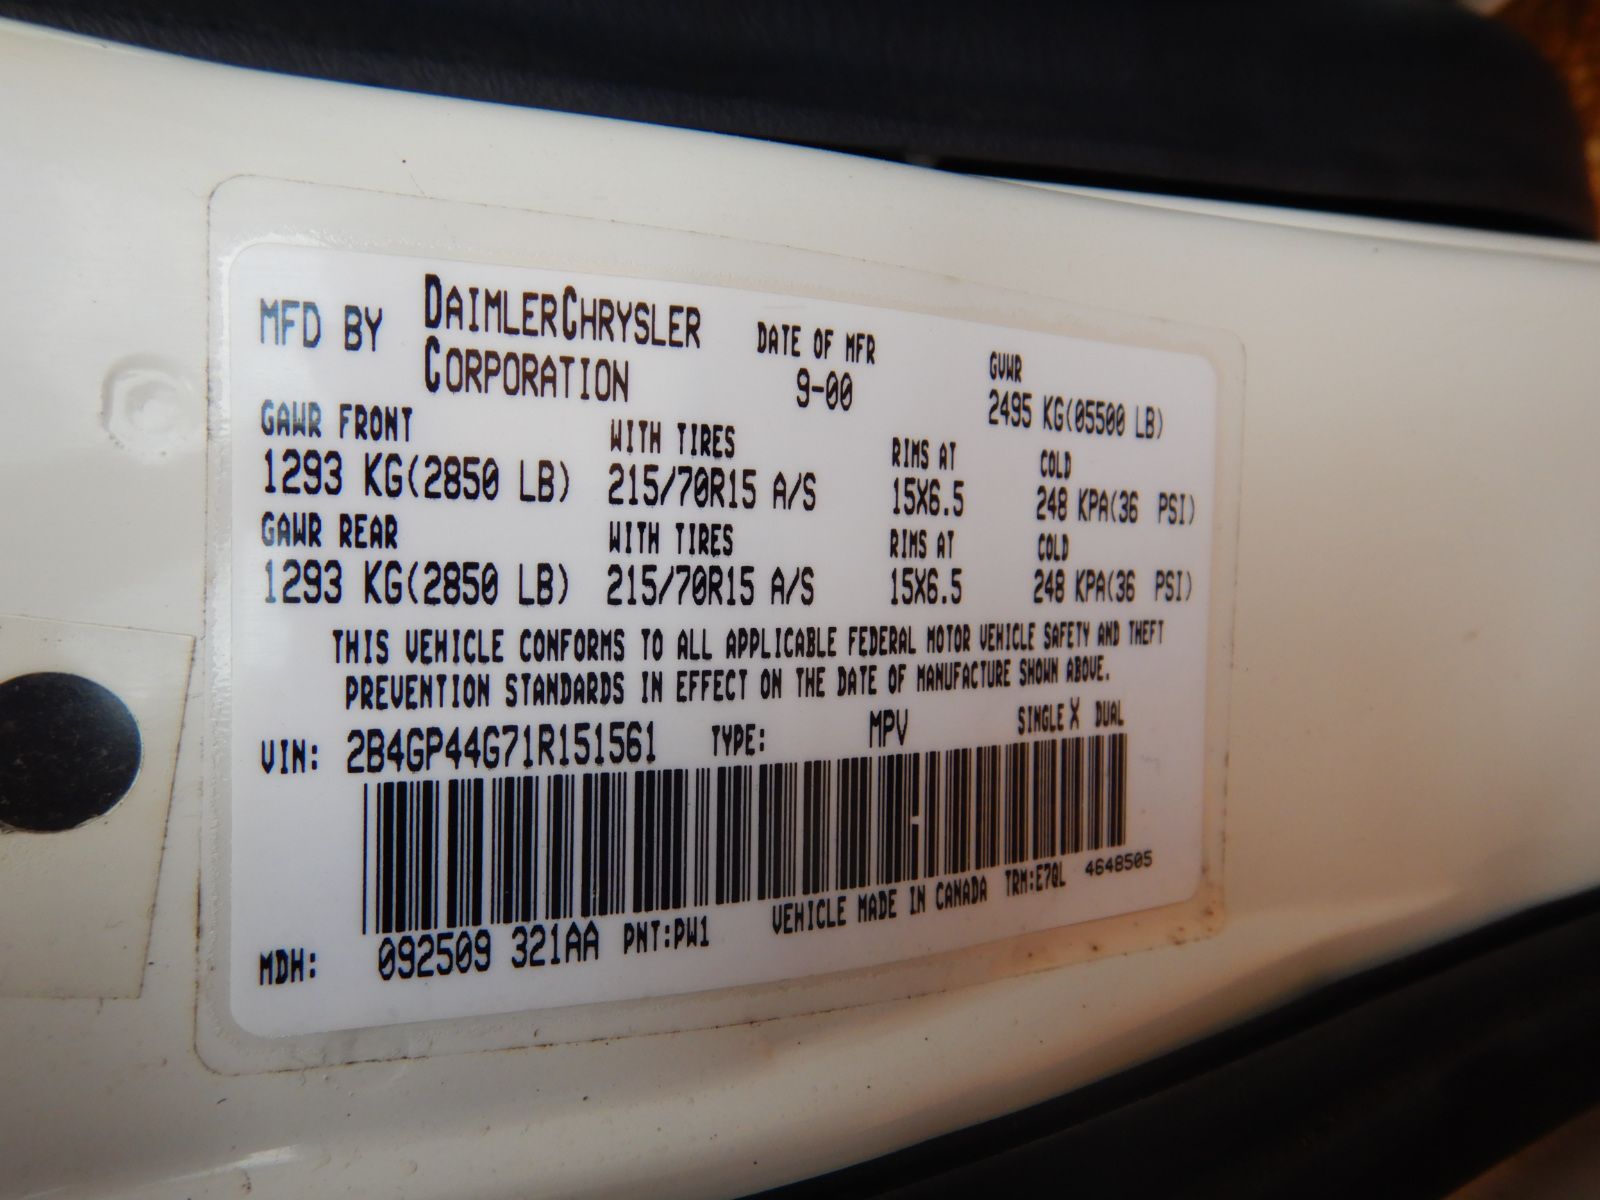 MFD BY DAIMLERCHRYSLER CORPORATION
DATE OF MFR 9-00
GVWR 2495 KG(05500 LB)
GAWR FRONT WITH TIRES RIMS AT COLD
1293 KG(2850 LB) 215/70R15 A/S 15X6.5 248 KPA(36 PSI)
GAWR REAR WITH TIRES RIMS AT COLD
1293 KG(2850 LB) 215/70R15 A/S 15X6.5 248 KPA(36 PSI)
THIS VEHICLE CONFORMS TO ALL APPLICABLE FEDERAL MOTOR VEHICLE SAFETY AND THEFT
PREVENTION STANDARDS IN EFFECT ON THE DATE OF MANUFACTURE SHOWN ABOVE.
VIN: 2B4GP44G71R151561 TYPE: MPV SINGLE X DUAL
MDH: 092509 321AA PNT:PW1 VEHICLE MADE IN CANADA TRM:E7QL 4648505